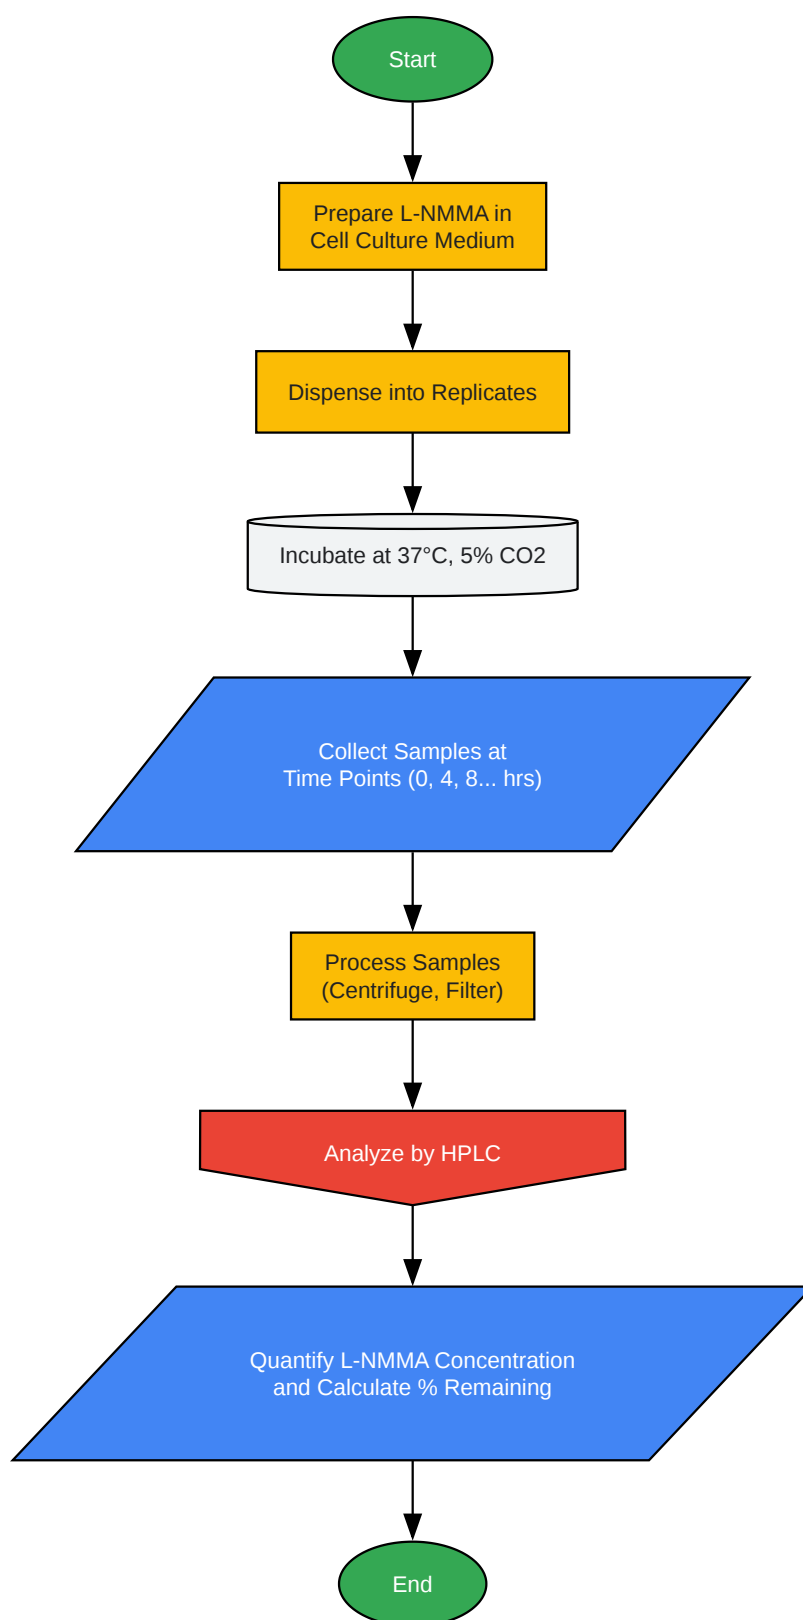 Start
Prepare L-NMMA in
Cell Culture Medium
Dispense into Replicates
Incubate at 37°C, 5% CO2
Collect Samples at
Time Points (0, 4, 8... hrs)
Process Samples
(Centrifuge, Filter)
Analyze by HPLC
Quantify L-NMMA Concentration
and Calculate % Remaining
End